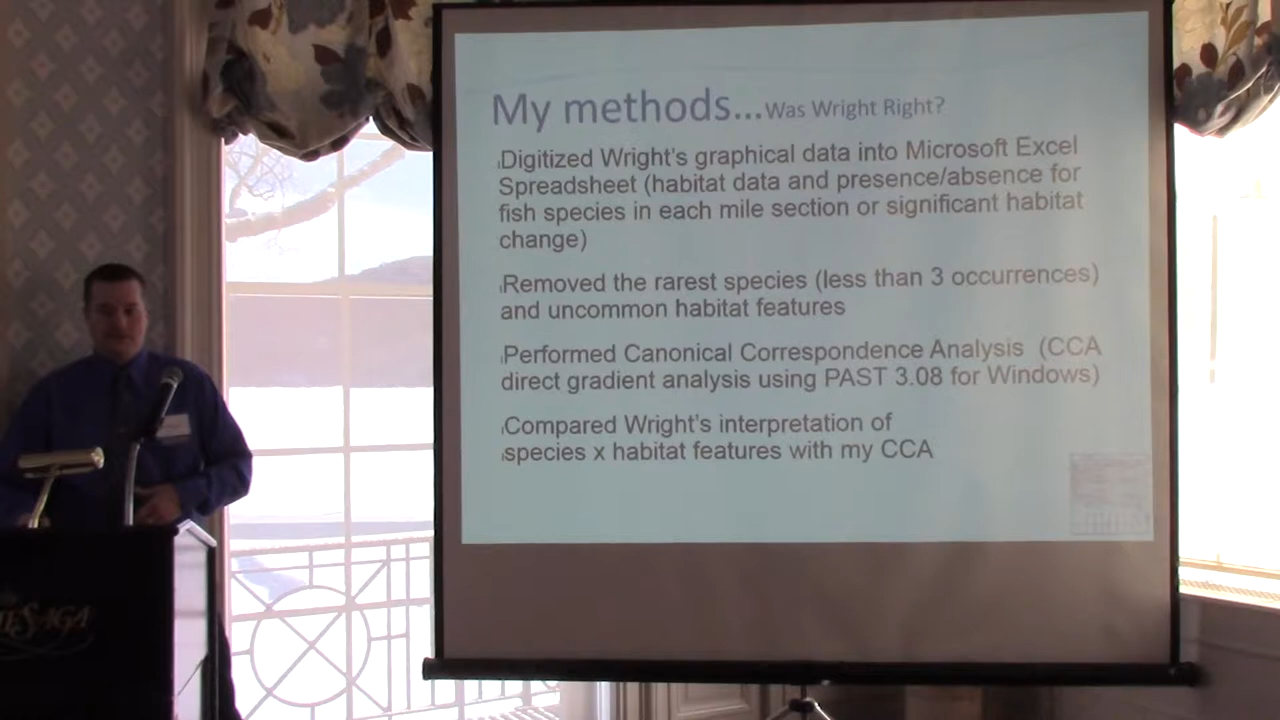 My methods...Was Wright Right?
Digitized Wright's graphical data into Microsoft Excel
Spreadsheet (habitat data and presence/absence for
fish species in each mile section or significant habitat
change)
Removed the rarest species (less than 3 occurrences)
and uncommon habitat features
Performed Canonical Correspondence Analysis (CCA
direct gradient analysis using PAST 3.08 for Windows)
Compared Wright's interpretation of
species x habitat features with my CCA